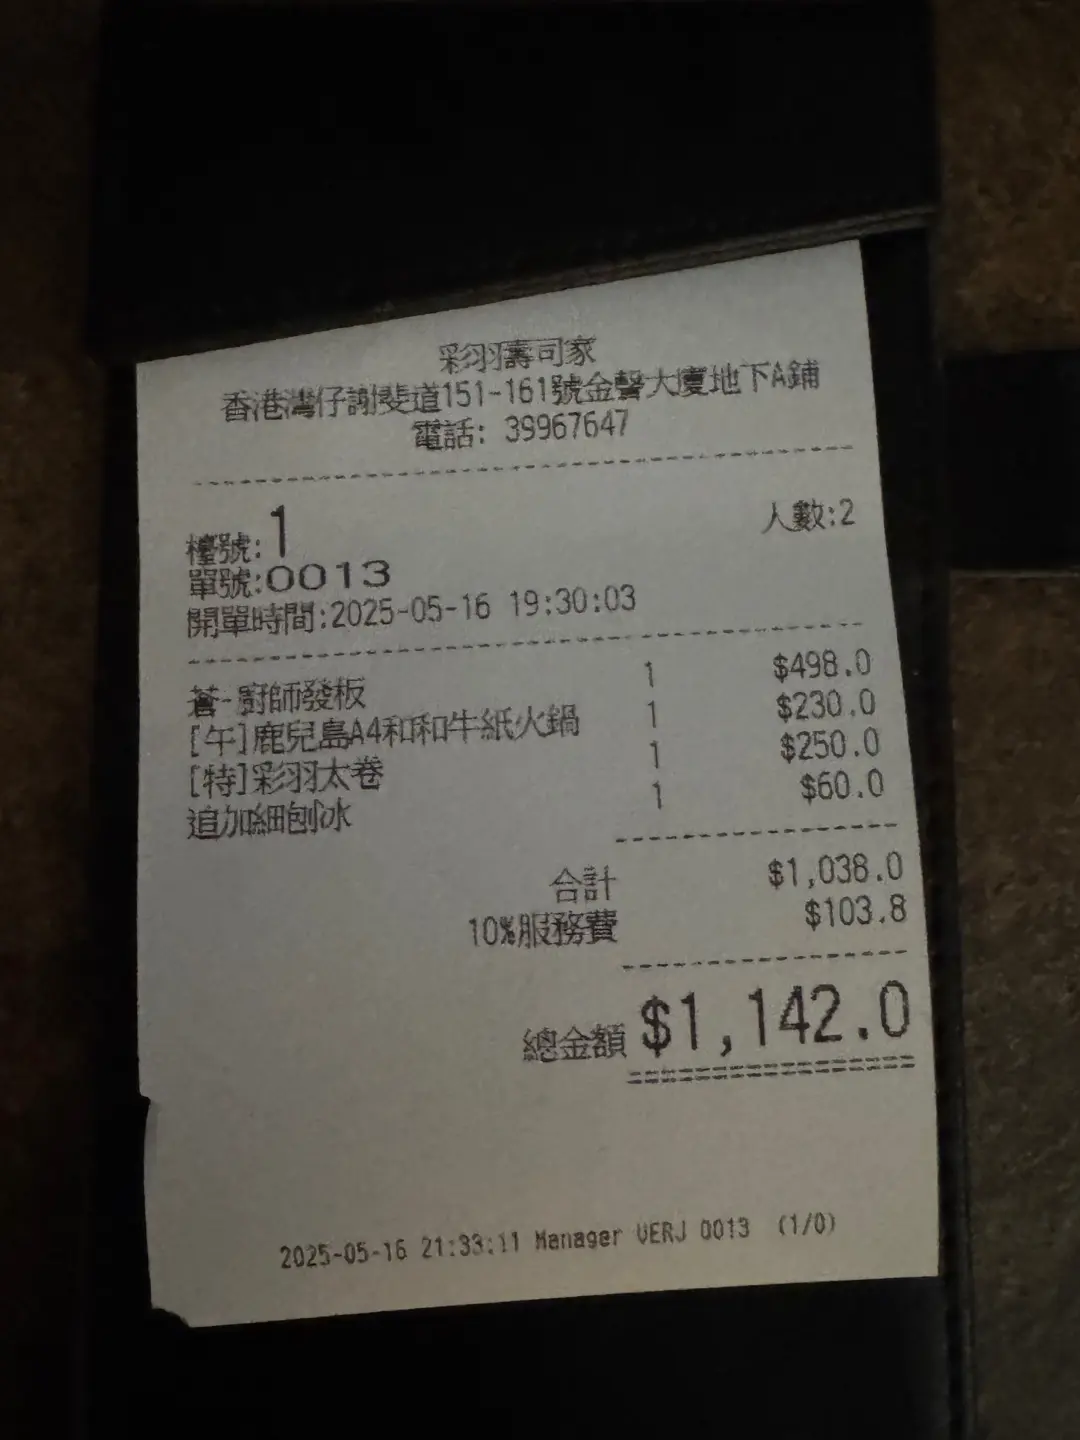 彩羽壽司家
香港灣仔謝斐道151-161號金聲大廈地下A鋪
電話: 39967647
檯號:1
人數:2
單號:0013
開單時間:2025-05-16 19:30:03
蒼-廚師發板 1 $498.0
[午]鹿兒島A4和和牛紙火鍋 1 $230.0
[特]彩羽太卷 1 $250.0
追加細刨冰 1 $60.0
合計 $1,038.0
10%服務費 $103.8
總金額 $1,142.0
2025-05-16 21:33:11 Manager VERJ 0013 (1/0)